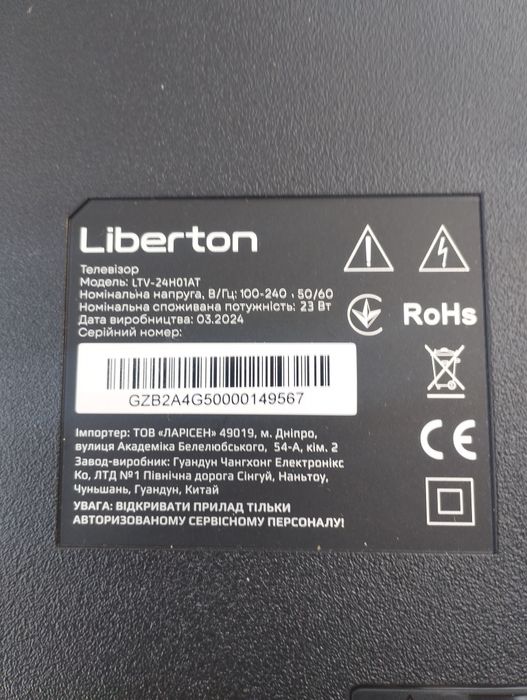 Liberton
Телевізор
Модель: LTV-24H01AT
Номінальна напруга, В/Гц: 100-240 , 50/60
Номінальна споживана потужність: 23 Вт
Дата виробництва: 03.2024
Серійний номер:
RoHs
GZB2A4G50000149567
CE
Імпортер: ТОВ «ЛАРІСЕН» 49019, м. Дніпро,
вулиця Академіка Белелюбського, 54-А, кім. 2
Завод-виробник: Гуандун Чангхонг Електронікс
Ко, ЛТД №1 Північна дорога Сінгуй, Наньтоу,
Чуньшань, Гуандун, Китай
УВАГА: ВІДКРИВАТИ ПРИЛАД ТІЛЬКИ
АВТОРИЗОВАНОМУ СЕРВІСНОМУ ПЕРСОНАЛУ!